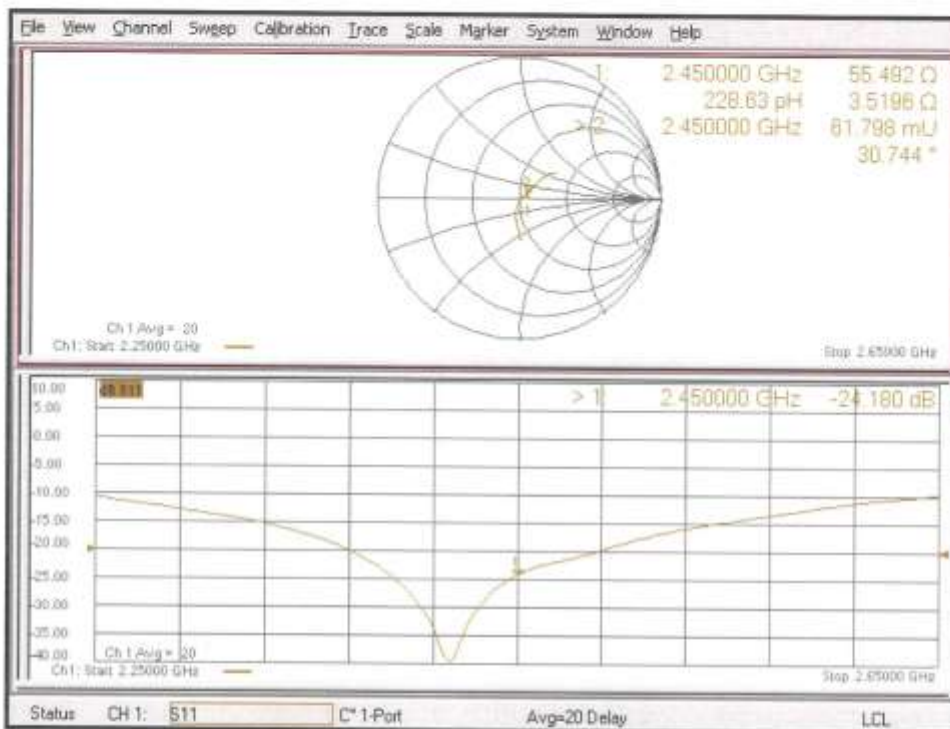 File View Channel Sweep Calibration Trace Scale Marker System Window Help
1: 2.450000 GHz 55.492 Ω
228.63 pH 3.5196 Ω
> 2: 2.450000 GHz 61.798 mU
30.744 °
Ch 1 Avg = 20
Ch1: Start 2.25000 GHz
Stop 2.65000 GHz
10.00
> 1: 2.450000 GHz -24.180 dB
5.00
0.00
-5.00
-10.00
-15.00
-20.00
-25.00
-30.00
-35.00
-40.00
Ch 1 Avg = 20
Ch1: Start 2.25000 GHz
Stop 2.65000 GHz
Status CH 1: S11 C* 1-Port Avg=20 Delay LCL